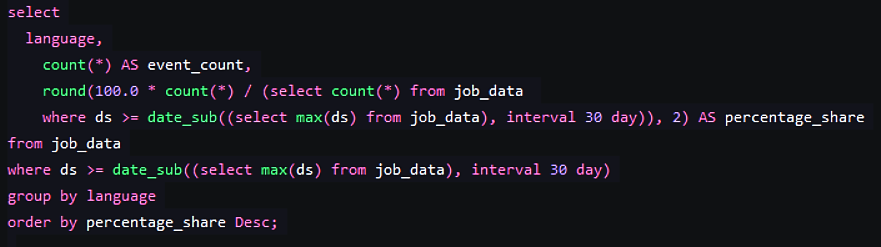 select
language,
count(*) AS event_count,
round(100.0 * count(*) / (select count(*) from job_data
where ds >= date_sub((select max(ds) from job_data), interval 30 day)), 2) AS percentage_share
from job_data
where ds >= date_sub((select max(ds) from job_data), interval 30 day)
group by language
order by percentage_share Desc;